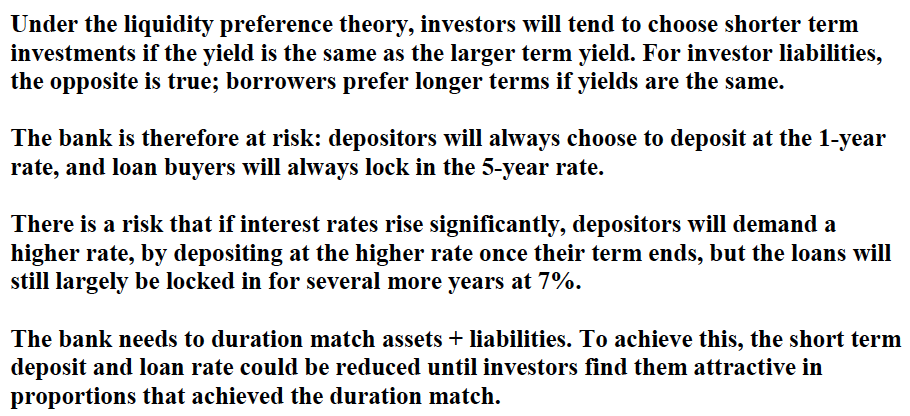 Under the liquidity preference theory, investors will tend to choose shorter term
investments if the yield is the same as the larger term yield. For investor liabilities,
the opposite is true; borrowers prefer longer terms if yields are the same.
The bank is therefore at risk: depositors will always choose to deposit at the 1-year
rate, and loan buyers will always lock in the 5-year rate.
There is a risk that if interest rates rise significantly, depositors will demand a
higher rate, by depositing at the higher rate once their term ends, but the loans will
still largely be locked in for several more years at 7%.
The bank needs to duration match assets + liabilities. To achieve this, the short term
deposit and loan rate could be reduced until investors find them attractive in
proportions that achieved the duration match.